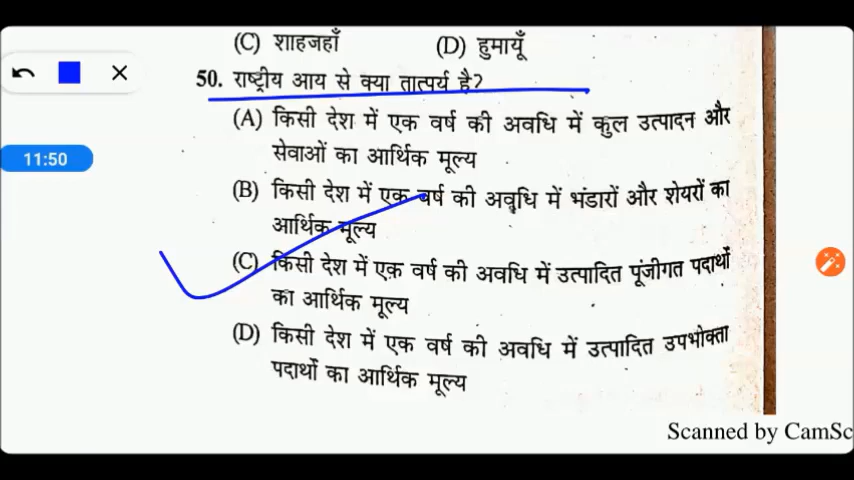 (C) शाहजहाँ (D) हुमायूँ
50. राष्ट्रीय आय से क्या तात्पर्य है?
(A) किसी देश में एक वर्ष की अवधि में कुल उत्पादन और
सेवाओं का आर्थिक मूल्य
11:50
(B) किसी देश में एक वर्ष की अवधि में भंडारों और शेयरों का
आर्थिक मूल्य
(C) किसी देश में एक वर्ष की अवधि में उत्पादित पूंजीगत पदार्थों
का आर्थिक मूल्य
(D) किसी देश में एक वर्ष की अवधि में उत्पादित उपभोक्ता
पदार्थों का आर्थिक मूल्य
Scanned by CamSc